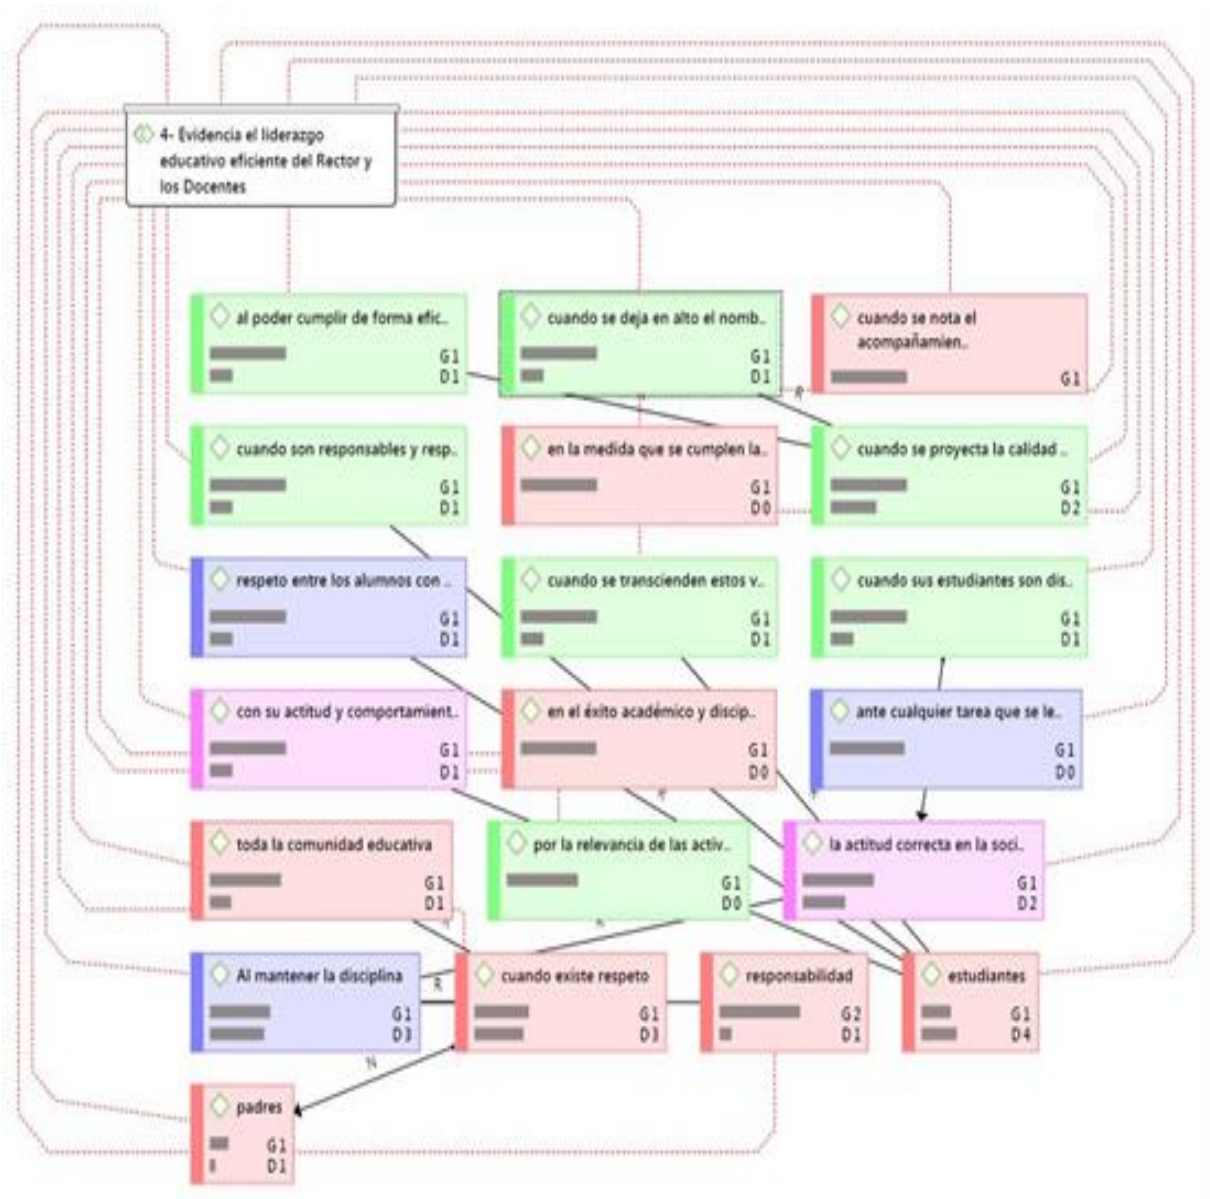 4- Evidencia el liderazgo
educativo eficiente del Rector y
los Docentes
al poder cumplir de forma efic..
G1
D1
cuando se deja en alto el nomb..
G1
D1
cuando se nota el
acompañamien..
G1
R
cuando son responsables y resp..
G1
D1
en la medida que se cumplen la..
G1
D0
cuando se proyecta la calidad ..
G1
D2
respeto entre los alumnos con ..
G1
D1
cuando se transcienden estos v..
G1
D1
cuando sus estudiantes son dis..
G1
D1
con su actitud y comportamient..
G1
D1
en el éxito académico y discip..
G1
D0
ante cualquier tarea que se le..
G1
D0
toda la comunidad educativa
G1
D1
por la relevancia de las activ..
G1
D0
la actitud correcta en la soci..
G1
D2
Al mantener la disciplina
G1
D3
R
cuando existe respeto
G1
D3
responsabilidad
G2
D1
estudiantes
G1
D4
N
padres
G1
D1